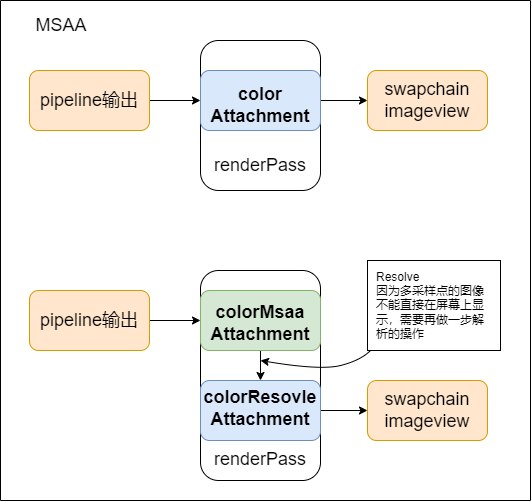 MSAA
pipeline输出
color
Attachment
swapchain
imageview
renderPass
Resolve
因为多采样点的图像
不能直接在屏幕上显
示，需要再做一步解
析的操作
pipeline输出
colorMsaa
Attachment
colorResovle
Attachment
swapchain
imageview
renderPass